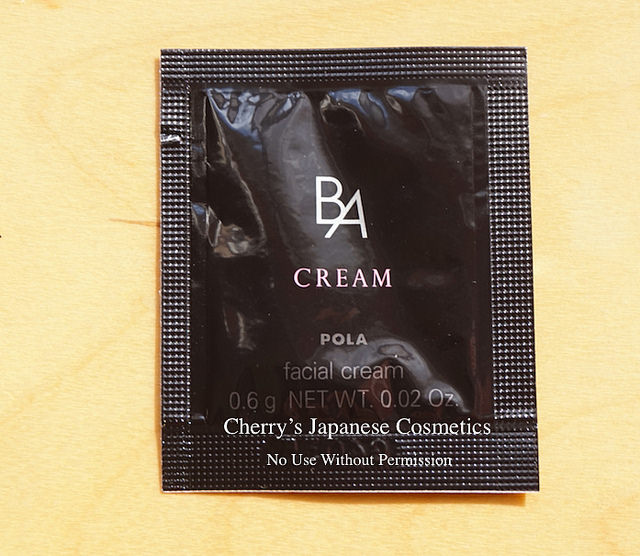 BA
CREAM
POLA
facial cream
0.6 g NET WT. 0.02 Oz.
Cherry's Japanese Cosmetics
No Use Without Permission